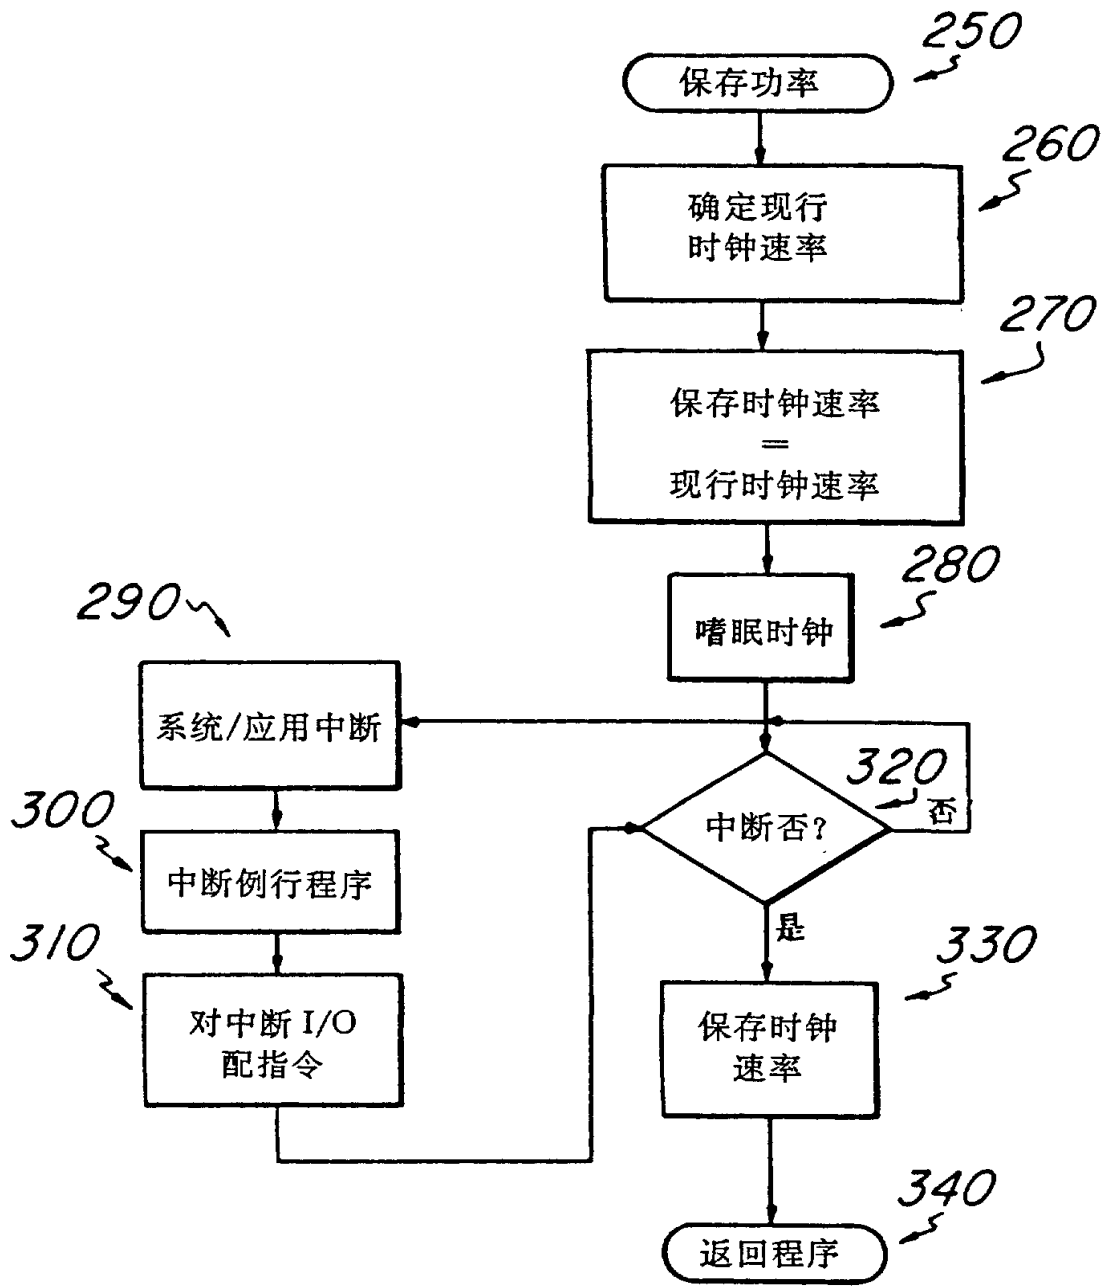 250
保存功率
260
确定现行
时钟速率
270
保存时钟速率
=
现行时钟速率
280
嗜眠时钟
290
系统/应用中断
300
中断例行程序
310
对中断 I/O
配指令
320
中断否?
否
是
330
保存时钟
速率
340
返回程序